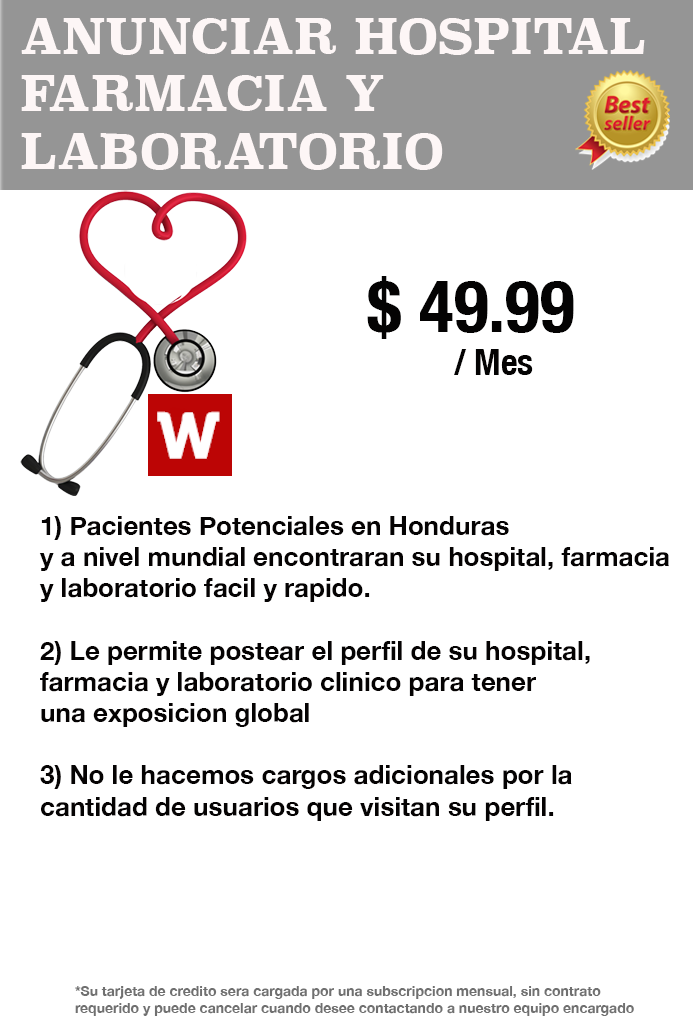 ANUNCIAR HOSPITAL
FARMACIA Y
LABORATORIO
Best
seller
$ 49.99
/ Mes
W
1) Pacientes Potenciales en Honduras
y a nivel mundial encontraran su hospital, farmacia
y laboratorio facil y rapido.
2) Le permite postear el perfil de su hospital,
farmacia y laboratorio clinico para tener
una exposicion global
3) No le hacemos cargos adicionales por la
cantidad de usuarios que visitan su perfil.
*Su tarjeta de credito sera cargada por una subscripcion mensual, sin contrato
requerido y puede cancelar cuando desee contactando a nuestro equipo encargado